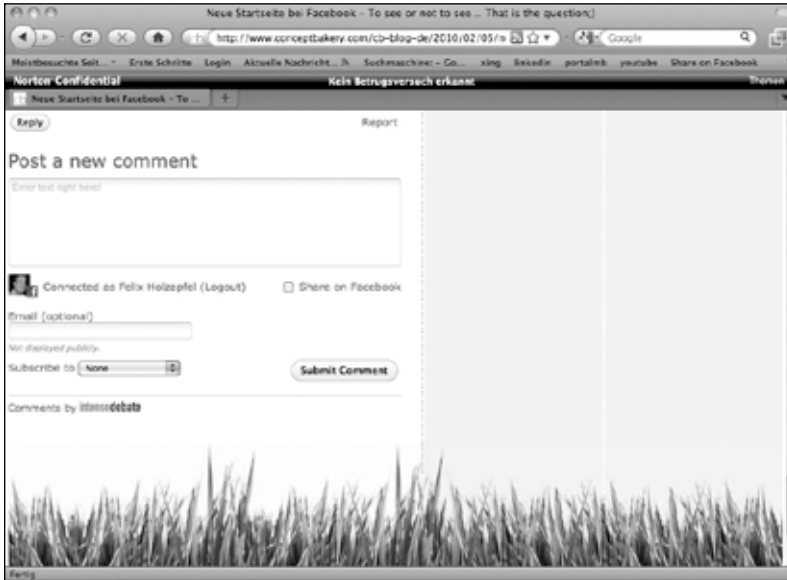 Neue Startseite bei Facebook - To see or not to see... That is the question;)
http://www.conceptbakery.com/cb-blog-de/2010/02/05/n Google
Meistbesuchte Seit... Erste Schritte Login Aktuelle Nachricht... Suchmaschine: - Go... xing linkedin portalmb youtube Share on Facebook
Norton Confidential Kein Betrugsversuch erkannt Themen
Neue Startseite bei Facebook - To ... +
Reply Report
Post a new comment
Enter text right here!
Connected as Felix Holzapfel (Logout) Share on Facebook
Email (optional)
Not displayed publicly.
Subscribe to None Submit Comment
Comments by intensedebate
Fertig